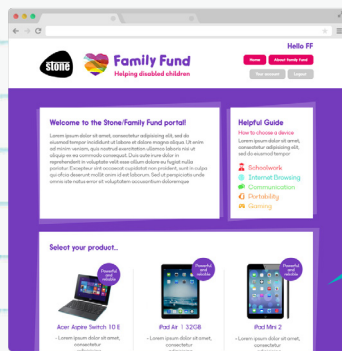 Hello FF
stone
Family Fund
Helping disabled children
Home
About Family Fund
Your account
Logout
Welcome to the Stone/Family Fund portal!
Lorem ipsum dolor sit amet, consectetur adipisicing elit, sed do
eiusmod tempor incididunt ut labore et dolore magna aliqua. Ut enim
ad minim veniam, quis nostrud exercitation ullamco laboris nisi ut
aliquip ex ea commodo consequat. Duis aute irure dolor in
reprehenderit in voluptate velit esse cillum dolore eu fugiat nulla
pariatur. Excepteur sint occaecat cupidatat non proident, sunt in culpa
qui officia deserunt mollit anim id est laborum. Sed ut perspiciatis unde
omnis iste natus error sit voluptatem accusantium doloremque
Helpful Guide
How to choose a device
Lorem ipsum dolor sit amet,
consectetur adipisicing elit,
sed do eiusmod tempor
Schoolwork
Internet Browsing
Communication
Portability
Gaming
Select your product...
Powerful
and
reliable
Powerful
and
reliable
Powerful
and
reliable
Acer Aspire Switch 10 E
iPad Air 1 32GB
iPad Mini 2
- Lorem ipsum dolor sit amet,
consectetur
- Lorem ipsum dolor sit amet,
consectetur
- Lorem ipsum dolor sit amet,
consectetur